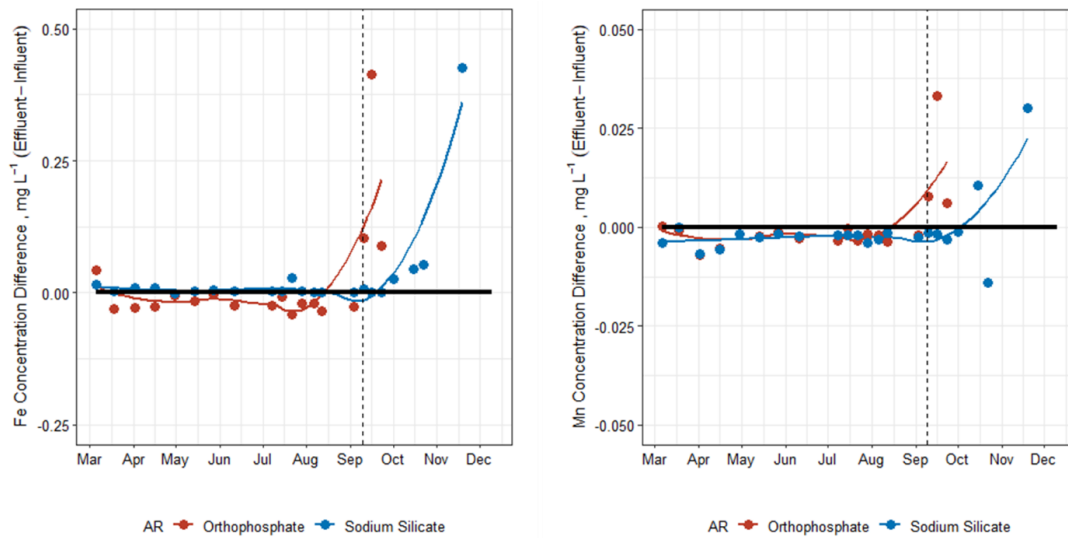 Fe Concentration Difference , mg L⁻¹ (Effluent−Influent)
0.50
0.25
0.00
-0.25
Mar Apr May Jun Jul Aug Sep Oct Nov Dec
AR Orthophosphate Sodium Silicate
Mn Concentration Difference , mg L⁻¹ (Effluent−Influent)
0.050
0.025
0.000
-0.025
-0.050
Mar Apr May Jun Jul Aug Sep Oct Nov Dec
AR Orthophosphate Sodium Silicate